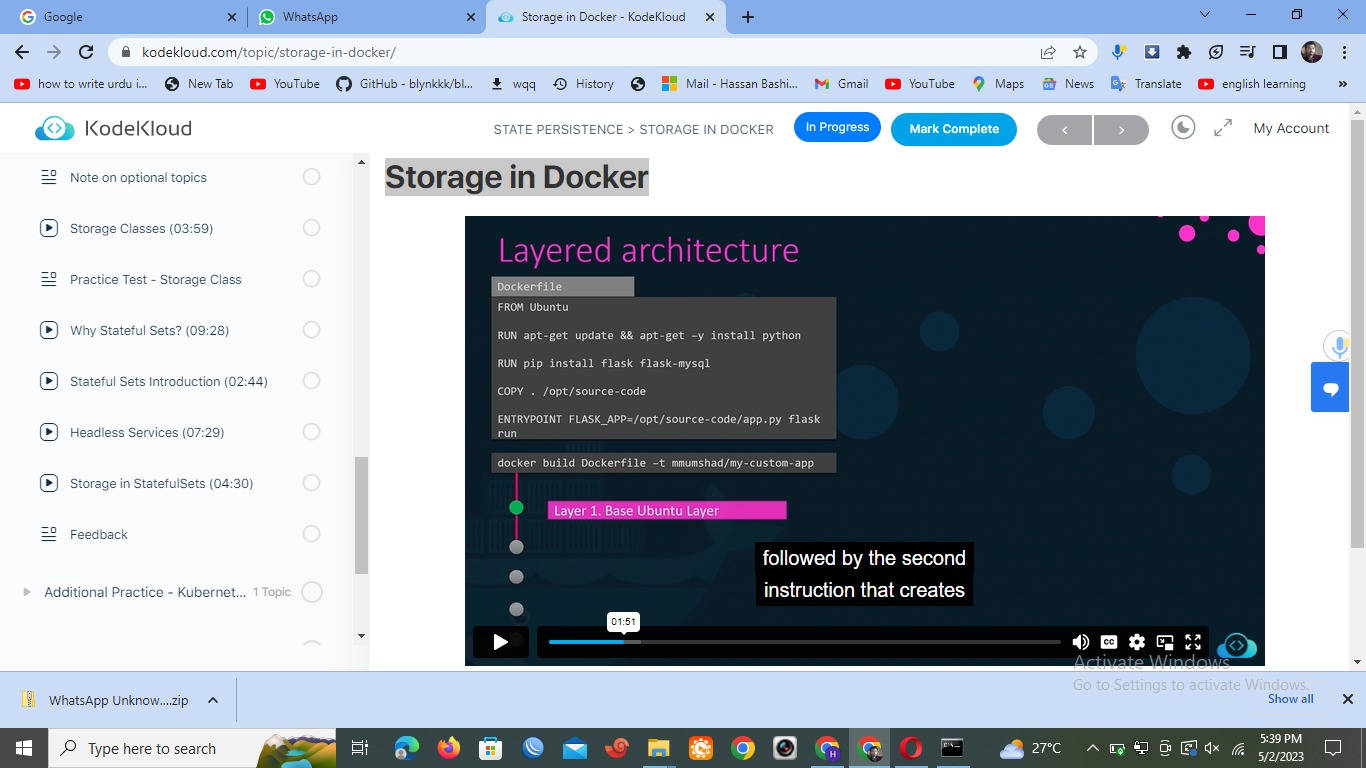 Google
WhatsApp
Storage in Docker - KodeKloud
kodekloud.com/topic/storage-in-docker/
how to write urdu i...
New Tab
YouTube
GitHub - blynkkk/bl...
wqq
History
Mail - Hassan Bashi...
Gmail
YouTube
Maps
News
Translate
english learning
»
KodeKloud
STATE PERSISTENCE > STORAGE IN DOCKER
In Progress
Mark Complete
My Account
Note on optional topics
Storage Classes (03:59)
Practice Test - Storage Class
Why Stateful Sets? (09:28)
Stateful Sets Introduction (02:44)
Headless Services (07:29)
Storage in StatefulSets (04:30)
Feedback
Additional Practice - Kubernet... 1 Topic
Storage in Docker
Layered architecture
Dockerfile
FROM Ubuntu
RUN apt-get update && apt-get –y install python
RUN pip install flask flask-mysql
COPY . /opt/source-code
ENTRYPOINT FLASK_APP=/opt/source-code/app.py flask
run
docker build Dockerfile –t mmumshad/my-custom-app
Layer 1. Base Ubuntu Layer
followed by the second
instruction that creates
01:51
CC
Activate Windows
Go to Settings to activate Windows.
WhatsApp Unknow....zip
Show all
Type here to search
27°C
5:39 PM
5/2/2023